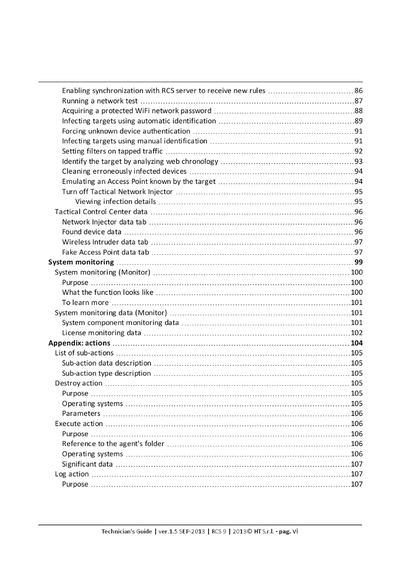 Enabling synchronization with RCS server to receive new rules ........ 86
Running a network test ........ 87
Acquiring a protected WiFi network password ........ 88
Infecting targets using automatic identification ........ 89
Forcing unknown device authentication ........ 91
Infecting targets using manual identification ........ 91
Setting filters on tapped traffic ........ 92
Identify the target by analyzing web chronology ........ 93
Cleaning erroneously infected devices ........ 94
Emulating an Access Point known by the target ........ 94
Turn off Tactical Network Injector ........ 95
Viewing infection details ........ 95
Tactical Control Center data ........ 96
Network Injector data tab ........ 96
Found device data ........ 96
Wireless Intruder data tab ........ 97
Fake Access Point data tab ........ 97
System monitoring ........ 99
System monitoring (Monitor) ........ 100
Purpose ........ 100
What the function looks like ........ 100
To learn more ........ 101
System monitoring data (Monitor) ........ 101
System component monitoring data ........ 101
License monitoring data ........ 102
Appendix: actions ........ 104
List of sub-actions ........ 105
Sub-action data description ........ 105
Sub-action type description ........ 105
Destroy action ........ 105
Purpose ........ 105
Operating systems ........ 105
Parameters ........ 106
Execute action ........ 106
Purpose ........ 106
Reference to the agent's folder ........ 106
Operating systems ........ 106
Significant data ........ 107
Log action ........ 107
Purpose ........ 107
Technician's Guide | ver.1.5 SEP-2013 | RCS 9 | 2013© HT S.r.l. - pag. vi